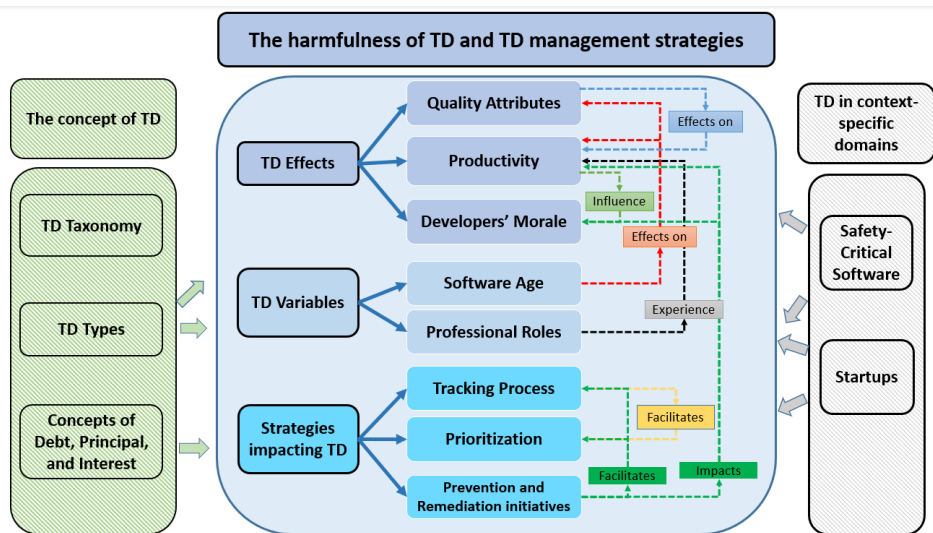 The harmfulness of TD and TD management strategies
The concept of TD
TD Taxonomy
TD Types
Concepts of
Debt, Principal,
and Interest
TD Effects
Quality Attributes
Productivity
Developers’ Morale
Effects on
Influence
Effects on
TD Variables
Software Age
Professional Roles
Experience
Strategies
impacting TD
Tracking Process
Prioritization
Prevention and
Remediation initiatives
Facilitates
Facilitates
Impacts
TD in context-
specific
domains
Safety-
Critical
Software
Startups